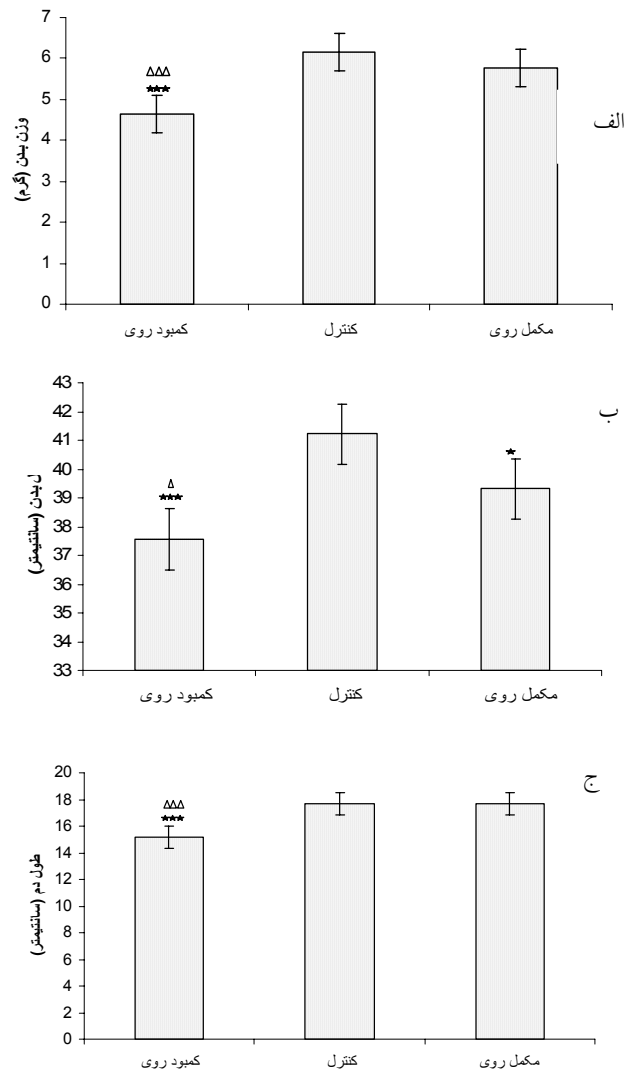 7
6
5
4
3
2
1
0
وزن بدن (گرم)
ΔΔΔ
★★★
الف
کمبود روی
کنترل
مکمل روی
43
42
41
40
39
38
37
36
35
34
33
ل بدن (سانتیمتر)
Δ
★★★
★
ب
کمبود روی
کنترل
مکمل روی
20
18
16
14
12
10
8
6
4
2
0
طول دم (سانتیمتر)
ΔΔΔ
★★★
ج
کمبود روی
کنترل
مکمل روی